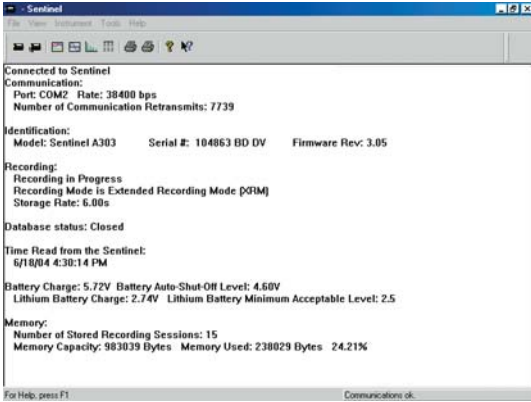 - Sentinel
File View Instrument Tools Help
Connected to Sentinel
Communication:
Port: COM2 Rate: 38400 bps
Number of Communication Retransmits: 7739
Identification:
Model: Sentinel A303 Serial #: 104863 BD DV Firmware Rev: 3.05
Recording:
Recording in Progress
Recording Mode is Extended Recording Mode (XRM)
Storage Rate: 6.00s
Database status: Closed
Time Read from the Sentinel:
6/18/04 4:30:14 PM
Battery Charge: 5.72V Battery Auto-Shut-Off Level: 4.60V
Lithium Battery Charge: 2.74V Lithium Battery Minimum Acceptable Level: 2.5
Memory:
Number of Stored Recording Sessions: 15
Memory Capacity: 983039 Bytes Memory Used: 238029 Bytes 24.21%
For Help, press F1 Communications ok.